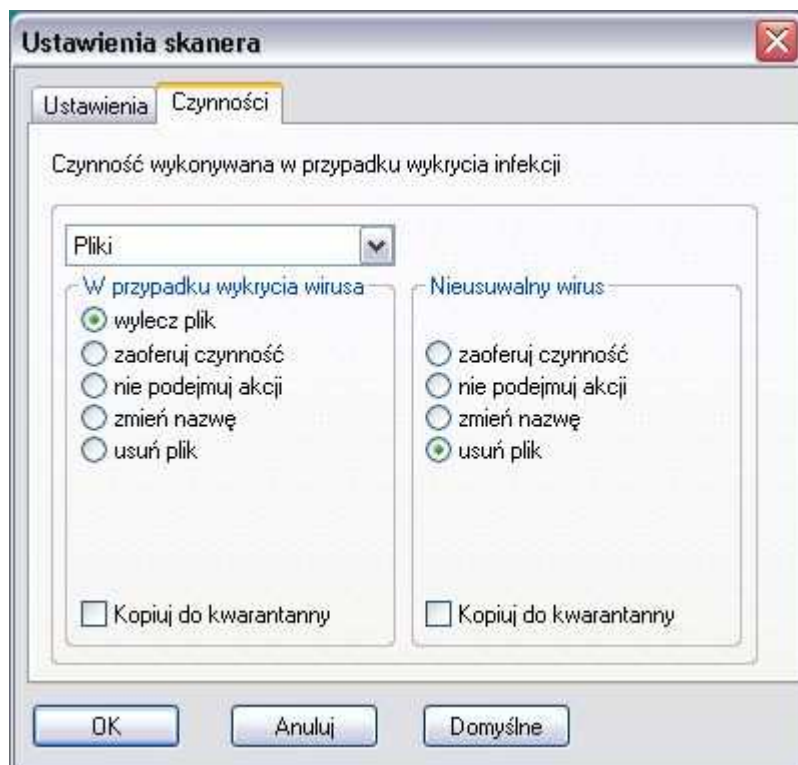 Ustawienia skanera
Ustawienia Czynności
Czynność wykonywana w przypadku wykrycia infekcji
Pliki
W przypadku wykrycia wirusa
wylecz plik
zaoferuj czynność
nie podejmuj akcji
zmień nazwę
usuń plik
Kopiuj do kwarantanny
Nieusuwalny wirus
zaoferuj czynność
nie podejmuj akcji
zmień nazwę
usuń plik
Kopiuj do kwarantanny
OK Anuluj Domyślne